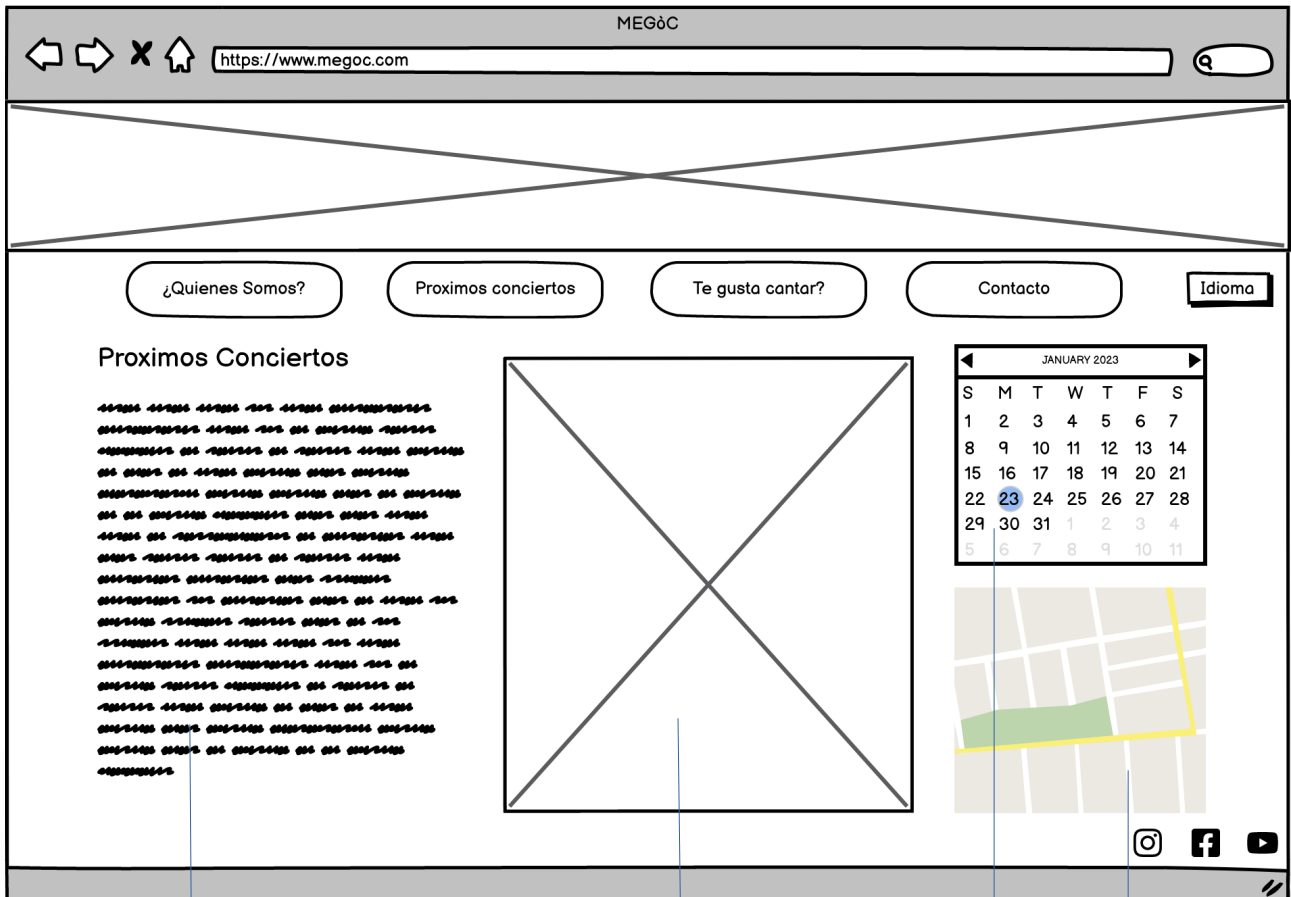 MEGòC
https://www.megoc.com
¿Quienes Somos?
Proximos conciertos
Te gusta cantar?
Contacto
Idioma
Proximos Conciertos
JANUARY 2023
S M T W T F S
1 2 3 4 5 6 7
8 9 10 11 12 13 14
15 16 17 18 19 20 21
22 23 24 25 26 27 28
29 30 31 1 2 3 4
5 6 7 8 9 10 11